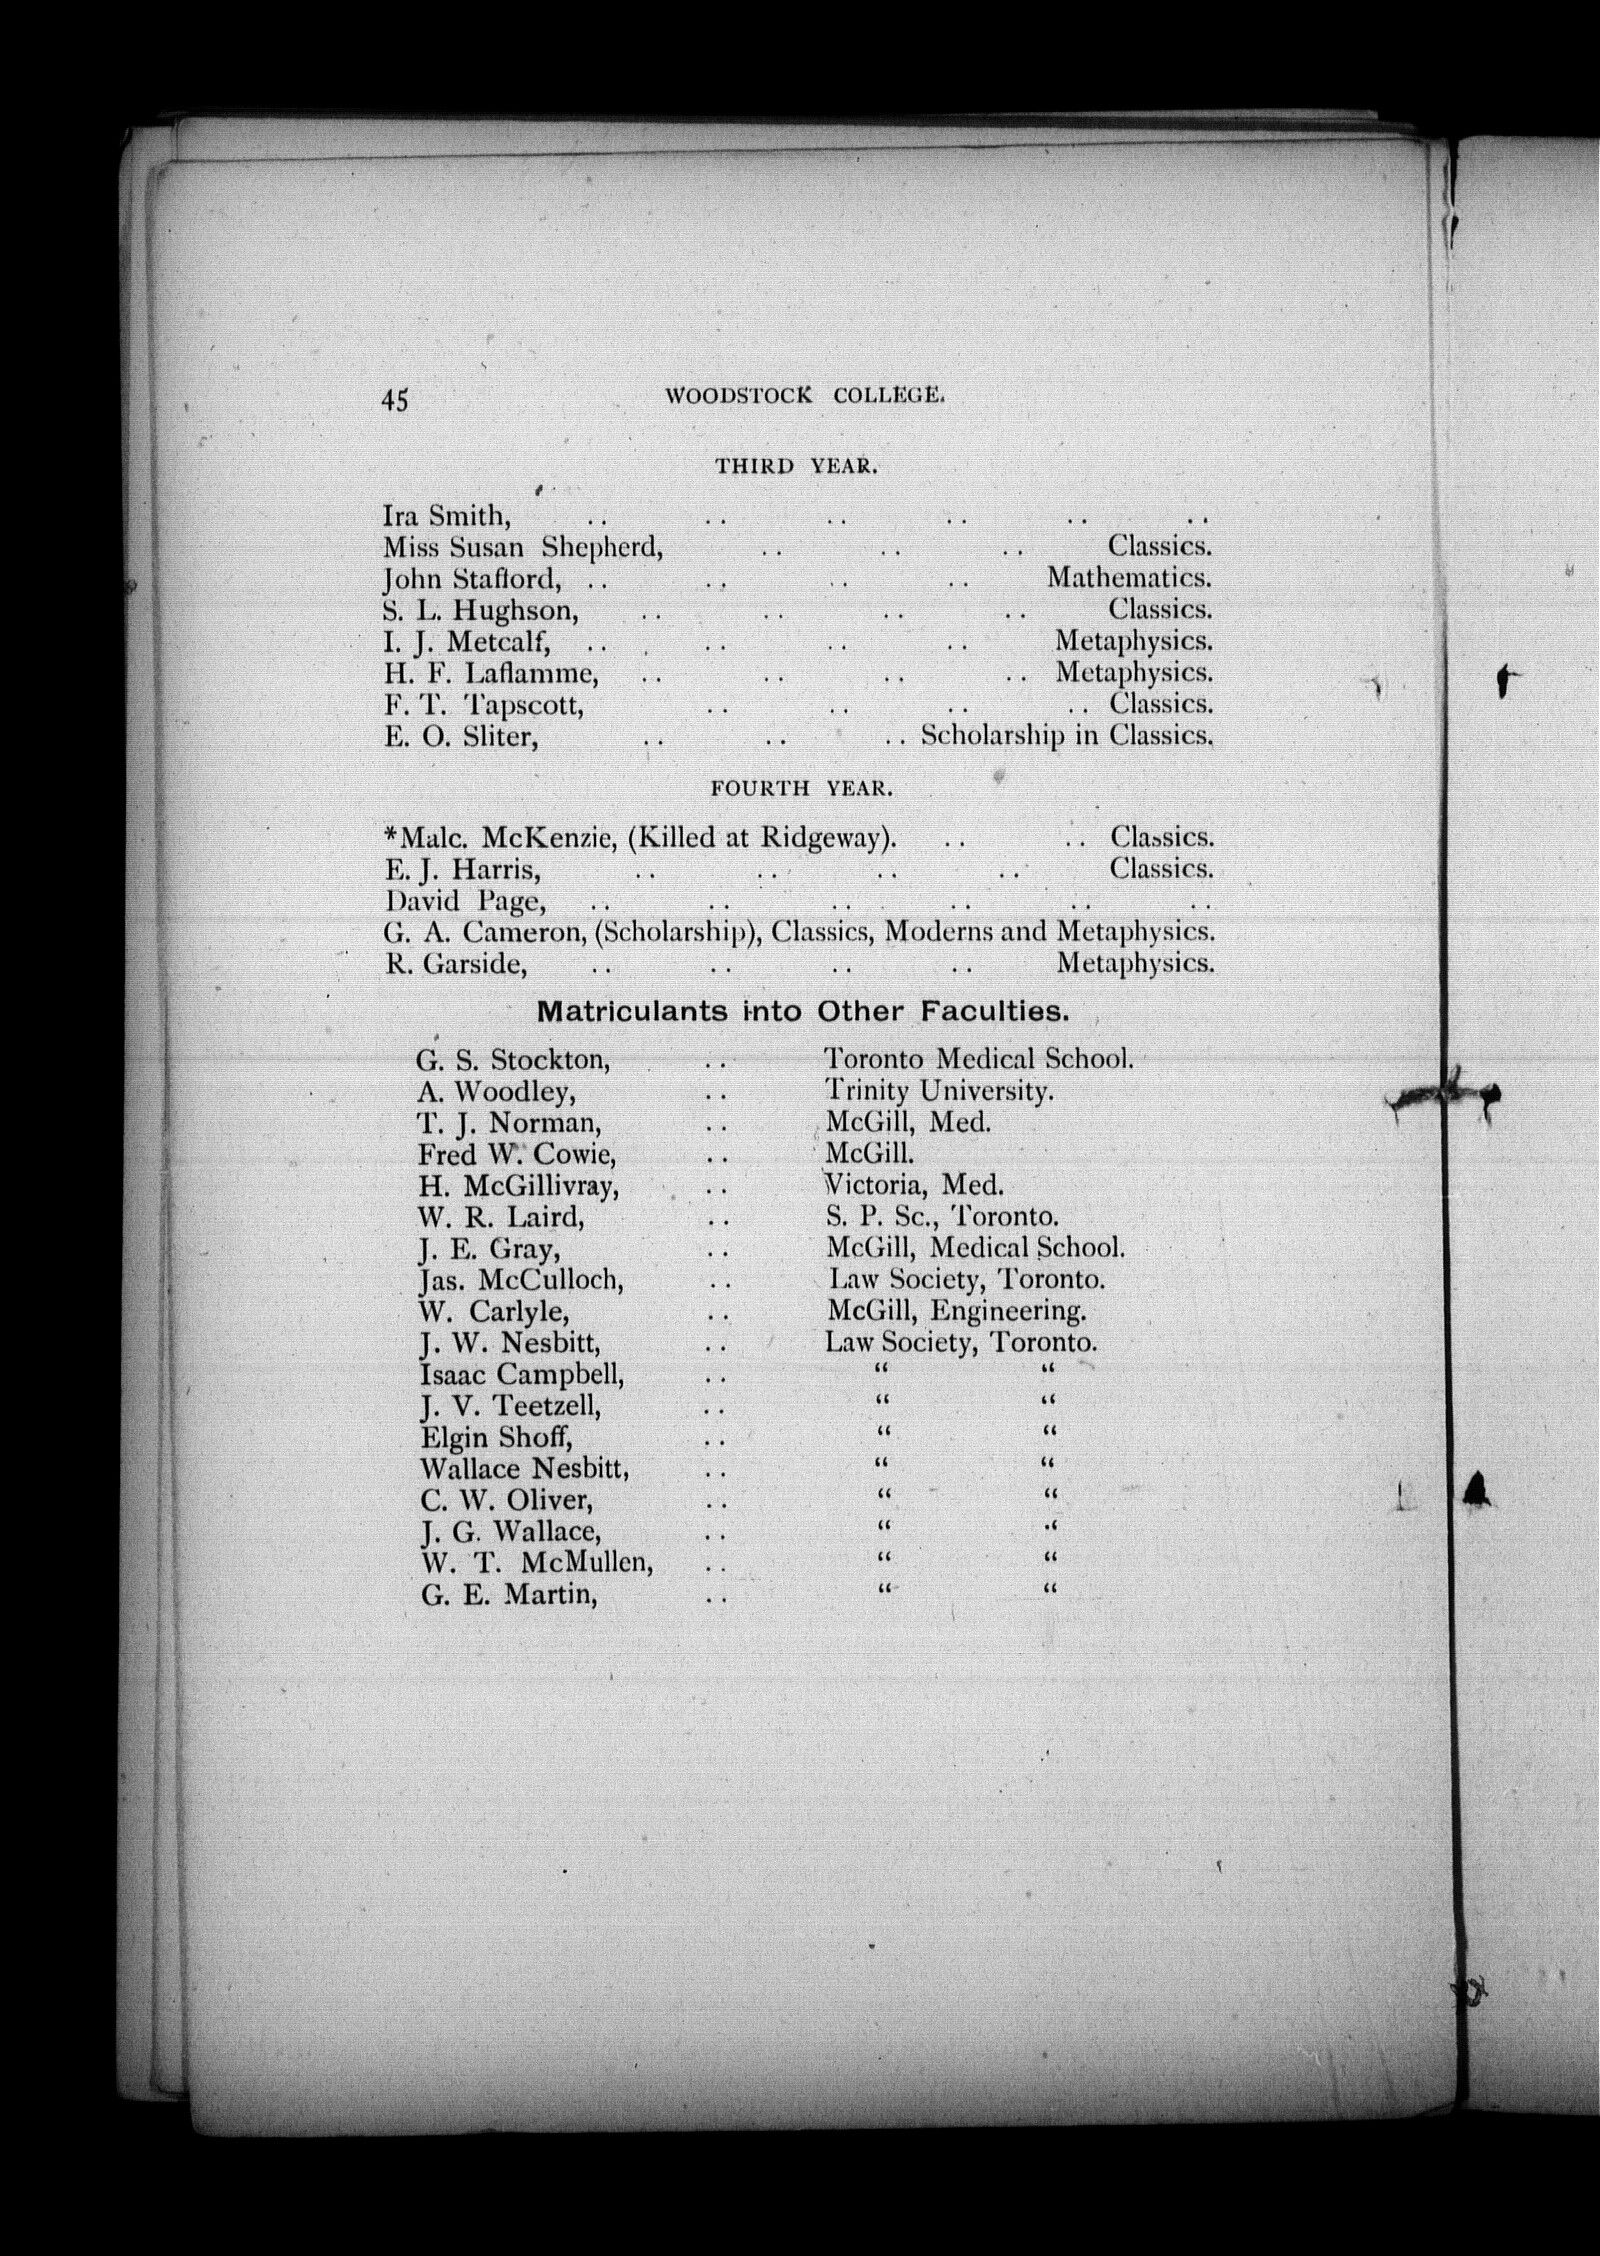 45 WOODSTOCK COLLEGE.
THIRD YEAR.
Ira Smith, .. .. .. .. .. ..
Miss Susan Shepherd, .. .. .. Classics.
John Stafford, .. .. .. .. Mathematics.
S. L. Hughson, .. .. .. .. Classics.
I. J. Metcalf, .. .. .. .. Metaphysics.
H. F. Laflamme, .. .. .. .. Metaphysics.
F. T. Tapscott, .. .. .. .. Classics.
E. O. Sliter, .. .. .. Scholarship in Classics.
FOURTH YEAR.
*Malc. McKenzie, (Killed at Ridgeway). .. .. Classics.
E. J. Harris, .. .. .. .. Classics.
David Page, .. .. .. .. .. ..
G. A. Cameron, (Scholarship), Classics, Moderns and Metaphysics.
R. Garside, .. .. .. .. Metaphysics.
Matriculants into Other Faculties.
G. S. Stockton, .. Toronto Medical School.
A. Woodley, .. Trinity University.
T. J. Norman, .. McGill, Med.
Fred W. Cowie, .. McGill.
H. McGillivray, .. Victoria, Med.
W. R. Laird, .. S. P. Sc., Toronto.
J. E. Gray, .. McGill, Medical School.
Jas. McCulloch, .. Law Society, Toronto.
W. Carlyle, .. McGill, Engineering.
J. W. Nesbitt, .. Law Society, Toronto.
Isaac Campbell, .. “ “
J. V. Teetzell, .. “ “
Elgin Shoff, .. “ “
Wallace Nesbitt, .. “ “
C. W. Oliver, .. “ “
J. G. Wallace, .. “ “
W. T. McMullen, .. “ “
G. E. Martin, .. “ “